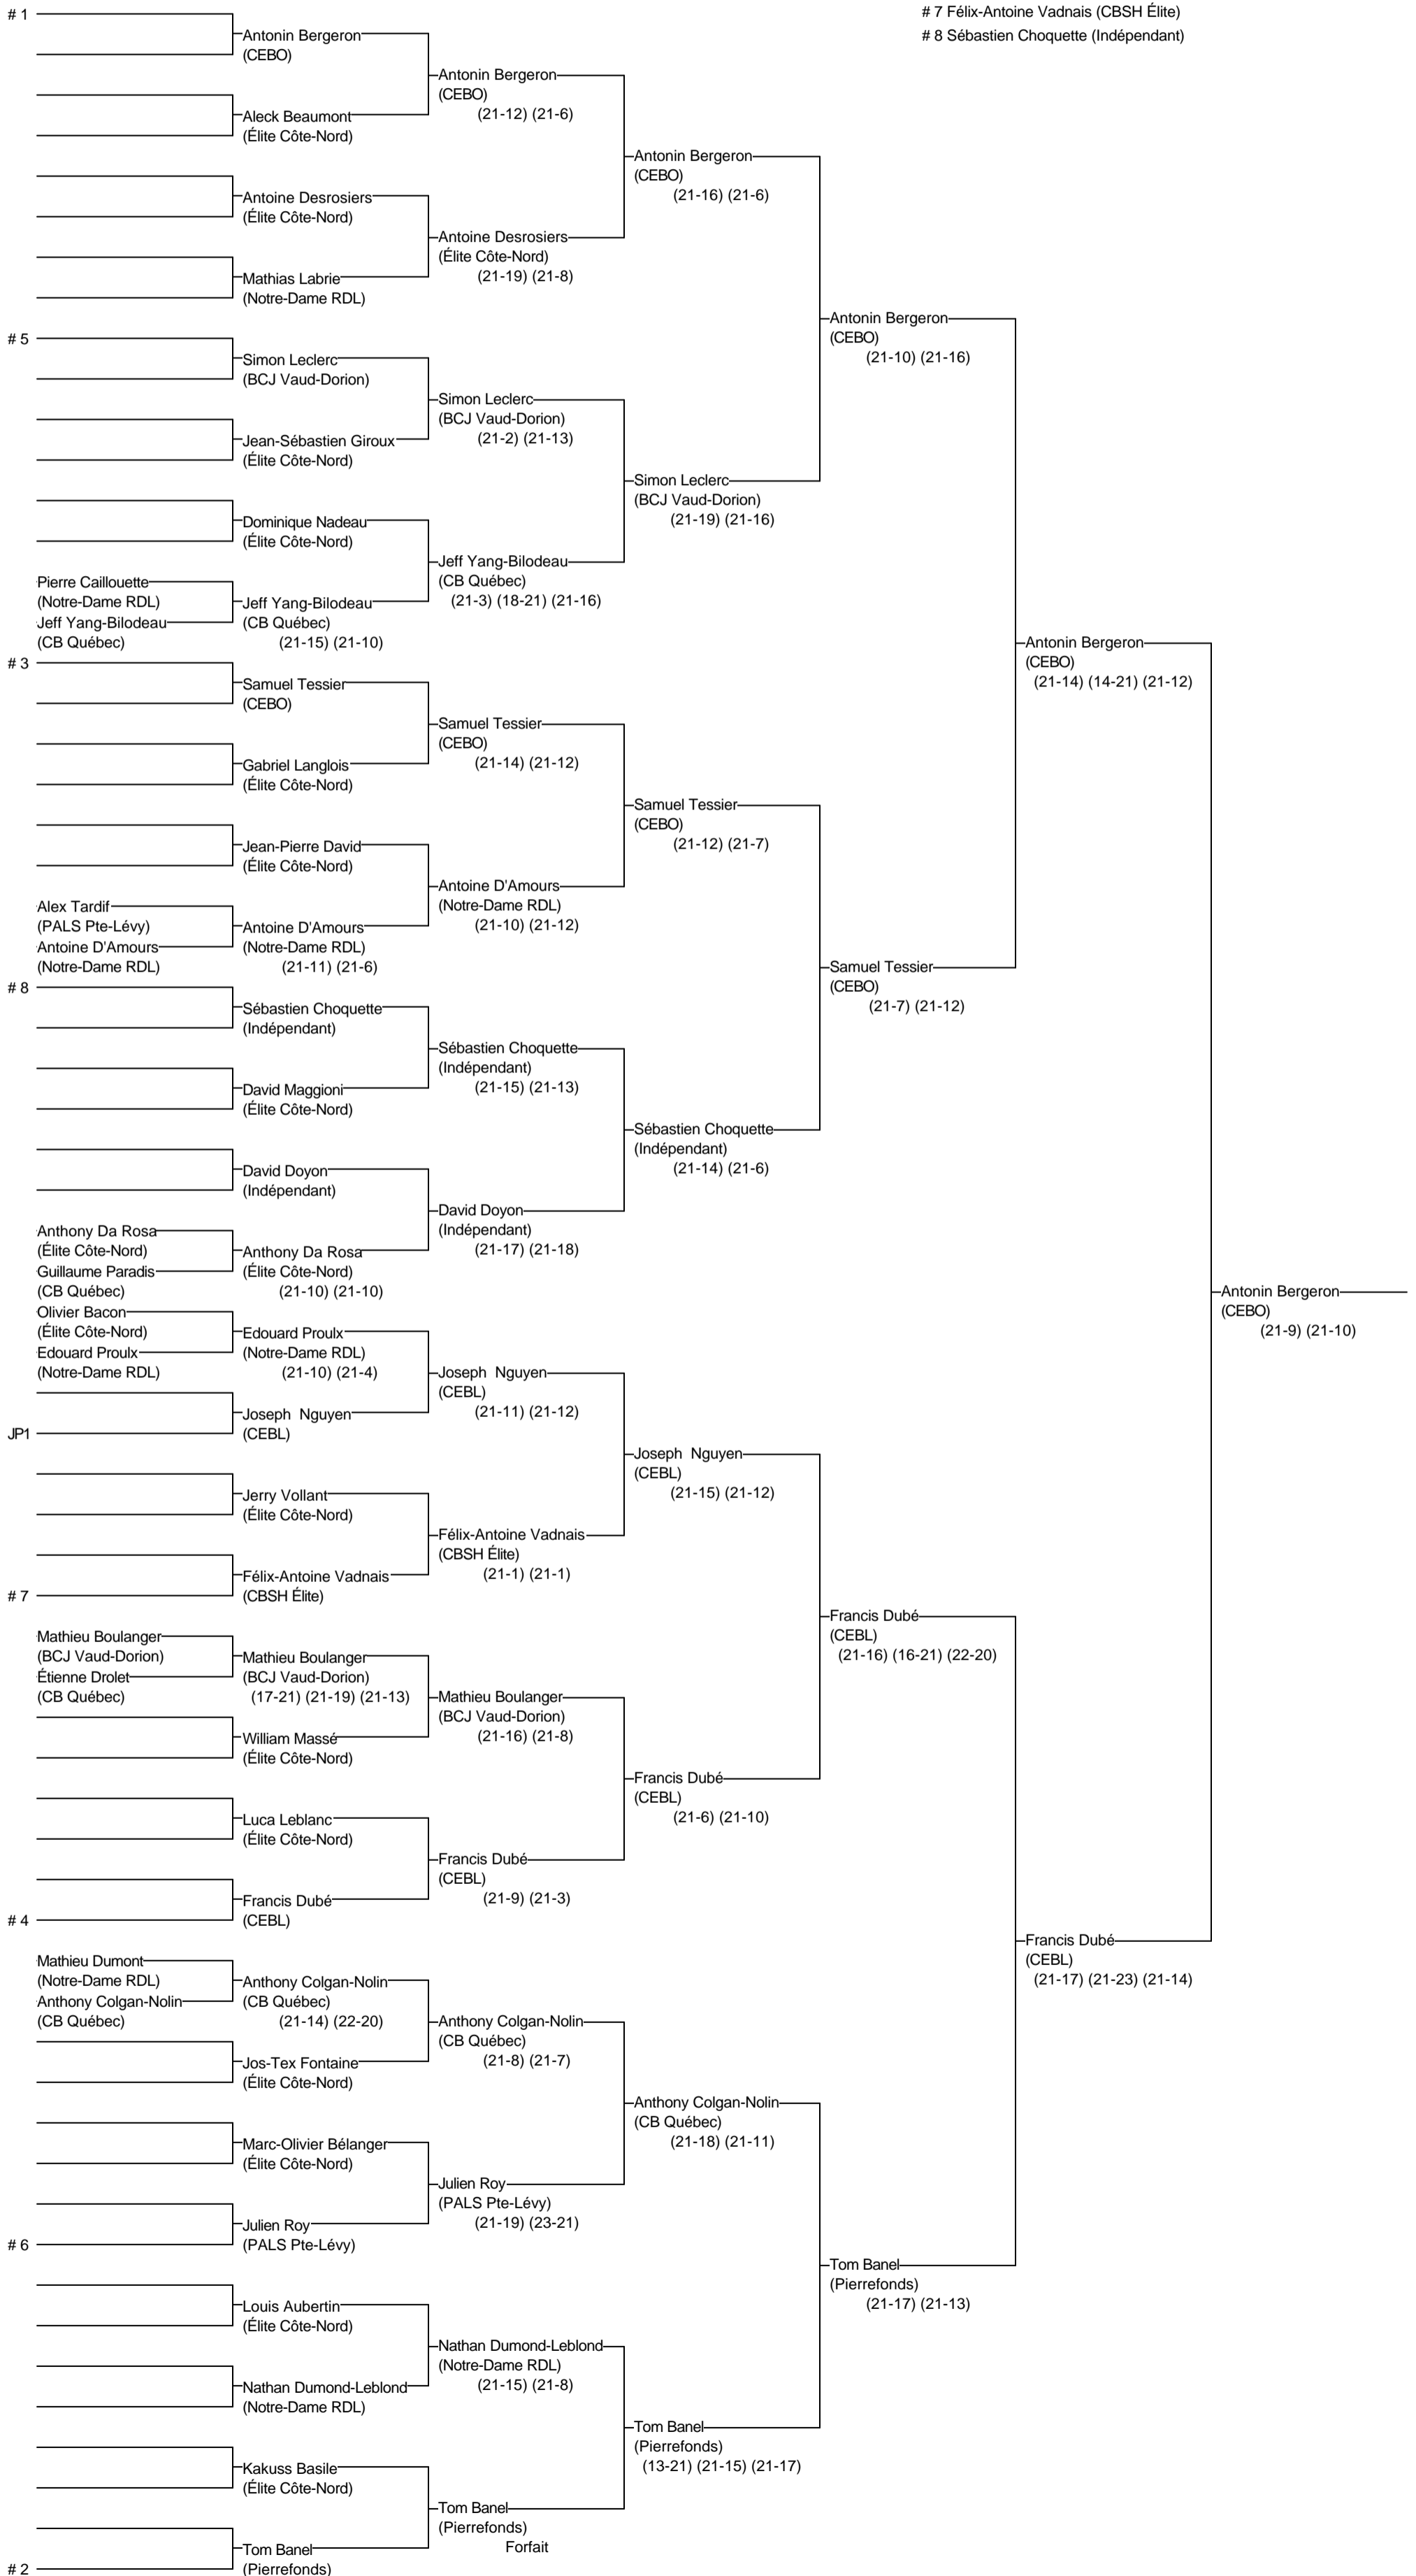 # 1
# 7 Félix-Antoine Vadnais (CBSH Élite)
# 8 Sébastien Choquette (Indépendant)
Antonin Bergeron
(CEBO)
Antonin Bergeron
(CEBO)
(21-12) (21-6)
Aleck Beaumont
(Élite Côte-Nord)
Antonin Bergeron
(CEBO)
(21-16) (21-6)
Antoine Desrosiers
(Élite Côte-Nord)
Antoine Desrosiers
(Élite Côte-Nord)
(21-19) (21-8)
Mathias Labrie
(Notre-Dame RDL)
Antonin Bergeron
(CEBO)
(21-10) (21-16)
# 5
Simon Leclerc
(BCJ Vaud-Dorion)
Simon Leclerc
(BCJ Vaud-Dorion)
(21-2) (21-13)
Jean-Sébastien Giroux
(Élite Côte-Nord)
Simon Leclerc
(BCJ Vaud-Dorion)
(21-19) (21-16)
Dominique Nadeau
(Élite Côte-Nord)
Jeff Yang-Bilodeau
(CB Québec)
(21-3) (18-21) (21-16)
Pierre Caillouette
(Notre-Dame RDL)
Jeff Yang-Bilodeau
(CB Québec)
Jeff Yang-Bilodeau
(CB Québec)
(21-15) (21-10)
Antonin Bergeron
(CEBO)
(21-14) (14-21) (21-12)
# 3
Samuel Tessier
(CEBO)
Samuel Tessier
(CEBO)
(21-14) (21-12)
Gabriel Langlois
(Élite Côte-Nord)
Samuel Tessier
(CEBO)
(21-12) (21-7)
Jean-Pierre David
(Élite Côte-Nord)
Antoine D'Amours
(Notre-Dame RDL)
(21-10) (21-12)
Alex Tardif
(PALS Pte-Lévy)
Antoine D'Amours
(Notre-Dame RDL)
Antoine D'Amours
(Notre-Dame RDL)
(21-11) (21-6)
Samuel Tessier
(CEBO)
(21-7) (21-12)
# 8
Sébastien Choquette
(Indépendant)
Sébastien Choquette
(Indépendant)
(21-15) (21-13)
David Maggioni
(Élite Côte-Nord)
Sébastien Choquette
(Indépendant)
(21-14) (21-6)
David Doyon
(Indépendant)
David Doyon
(Indépendant)
(21-17) (21-18)
Anthony Da Rosa
(Élite Côte-Nord)
Guillaume Paradis
(CB Québec)
Anthony Da Rosa
(Élite Côte-Nord)
(21-10) (21-10)
Antonin Bergeron
(CEBO)
(21-9) (21-10)
Olivier Bacon
(Élite Côte-Nord)
Edouard Proulx
(Notre-Dame RDL)
Edouard Proulx
(Notre-Dame RDL)
(21-10) (21-4)
Joseph  Nguyen
(CEBL)
(21-11) (21-12)
Joseph  Nguyen
(CEBL)
JP1
Joseph  Nguyen
(CEBL)
(21-15) (21-12)
Jerry Vollant
(Élite Côte-Nord)
Félix-Antoine Vadnais
(CBSH Élite)
(21-1) (21-1)
Félix-Antoine Vadnais
(CBSH Élite)
# 7
Francis Dubé
(CEBL)
(21-16) (16-21) (22-20)
Mathieu Boulanger
(BCJ Vaud-Dorion)
Étienne Drolet
(CB Québec)
Mathieu Boulanger
(BCJ Vaud-Dorion)
(17-21) (21-19) (21-13)
Mathieu Boulanger
(BCJ Vaud-Dorion)
(21-16) (21-8)
William Massé
(Élite Côte-Nord)
Francis Dubé
(CEBL)
(21-6) (21-10)
Luca Leblanc
(Élite Côte-Nord)
Francis Dubé
(CEBL)
(21-9) (21-3)
Francis Dubé
(CEBL)
# 4
Francis Dubé
(CEBL)
(21-17) (21-23) (21-14)
Mathieu Dumont
(Notre-Dame RDL)
Anthony Colgan-Nolin
(CB Québec)
Anthony Colgan-Nolin
(CB Québec)
(21-14) (22-20)
Anthony Colgan-Nolin
(CB Québec)
(21-8) (21-7)
Jos-Tex Fontaine
(Élite Côte-Nord)
Anthony Colgan-Nolin
(CB Québec)
(21-18) (21-11)
Marc-Olivier Bélanger
(Élite Côte-Nord)
Julien Roy
(PALS Pte-Lévy)
(21-19) (23-21)
Julien Roy
(PALS Pte-Lévy)
# 6
Tom Banel
(Pierrefonds)
(21-17) (21-13)
Louis Aubertin
(Élite Côte-Nord)
Nathan Dumond-Leblond
(Notre-Dame RDL)
(21-15) (21-8)
Nathan Dumond-Leblond
(Notre-Dame RDL)
Tom Banel
(Pierrefonds)
(13-21) (21-15) (21-17)
Kakuss Basile
(Élite Côte-Nord)
Tom Banel
(Pierrefonds)
Forfait
Tom Banel
(Pierrefonds)
# 2